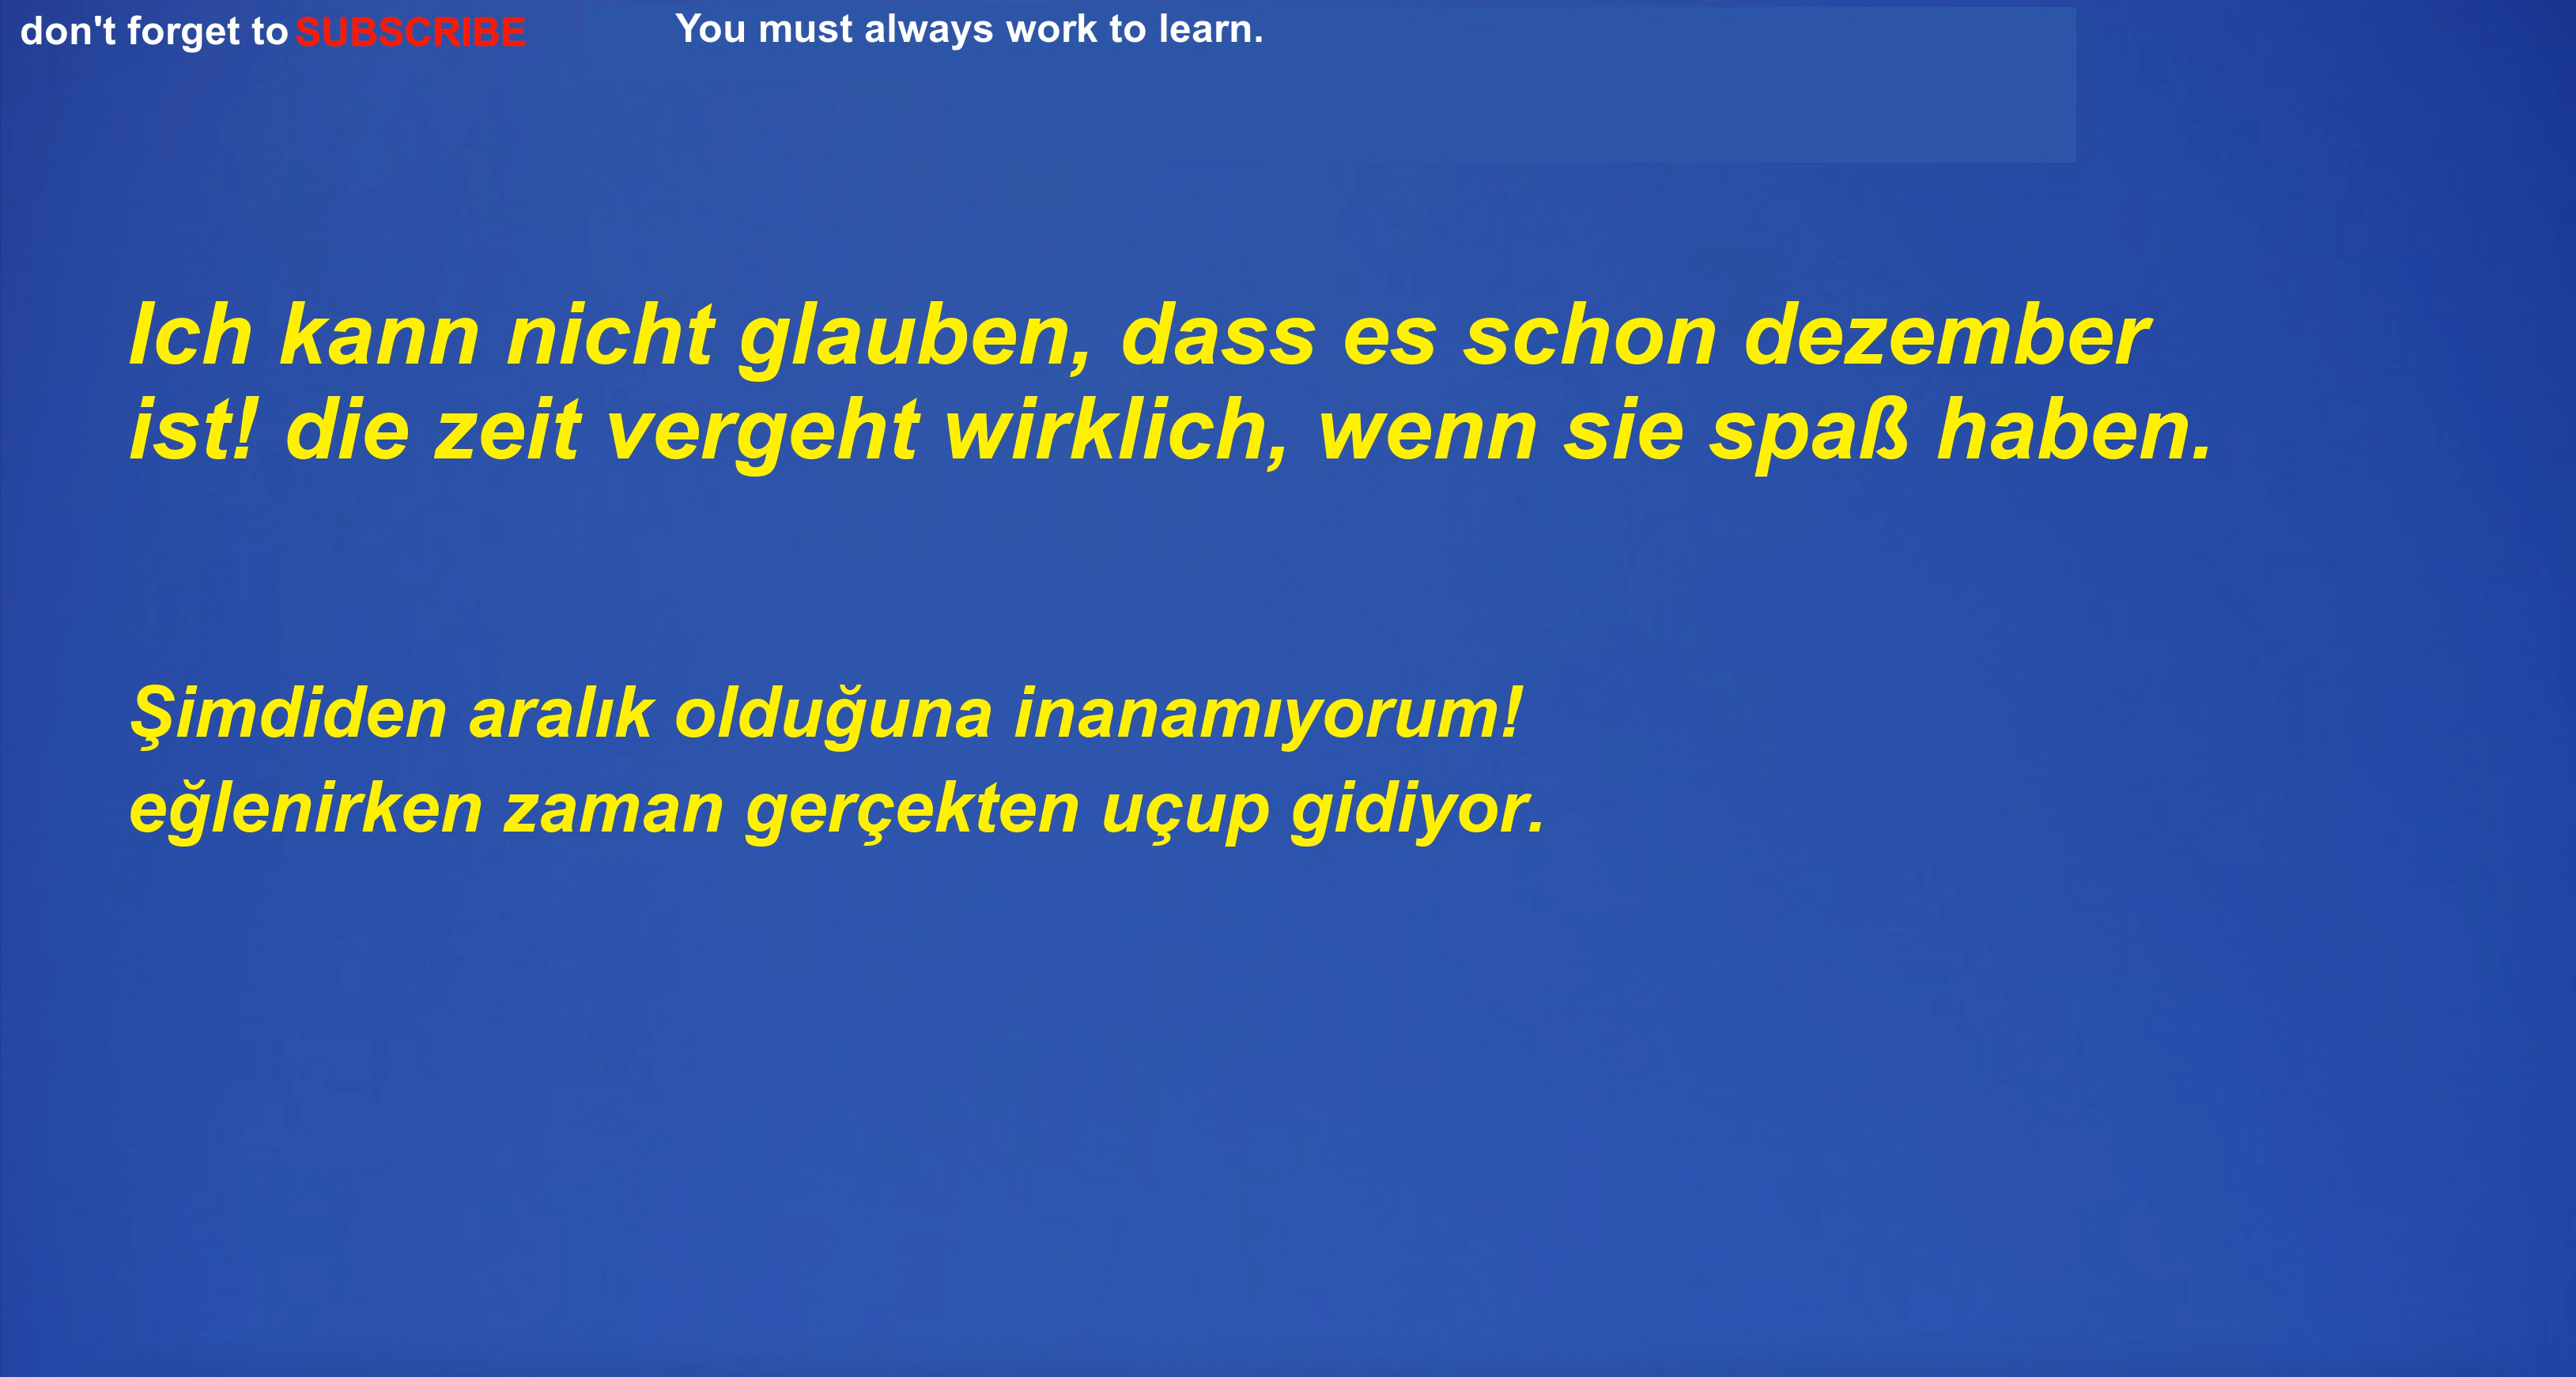 don't forget to SUBSCRIBE
You must always work to learn.
Ich kann nicht glauben, dass es schon dezember
ist! die zeit vergeht wirklich, wenn sie spaß haben.
Şimdiden aralık olduğuna inanamıyorum!
eğlenirken zaman gerçekten uçup gidiyor.